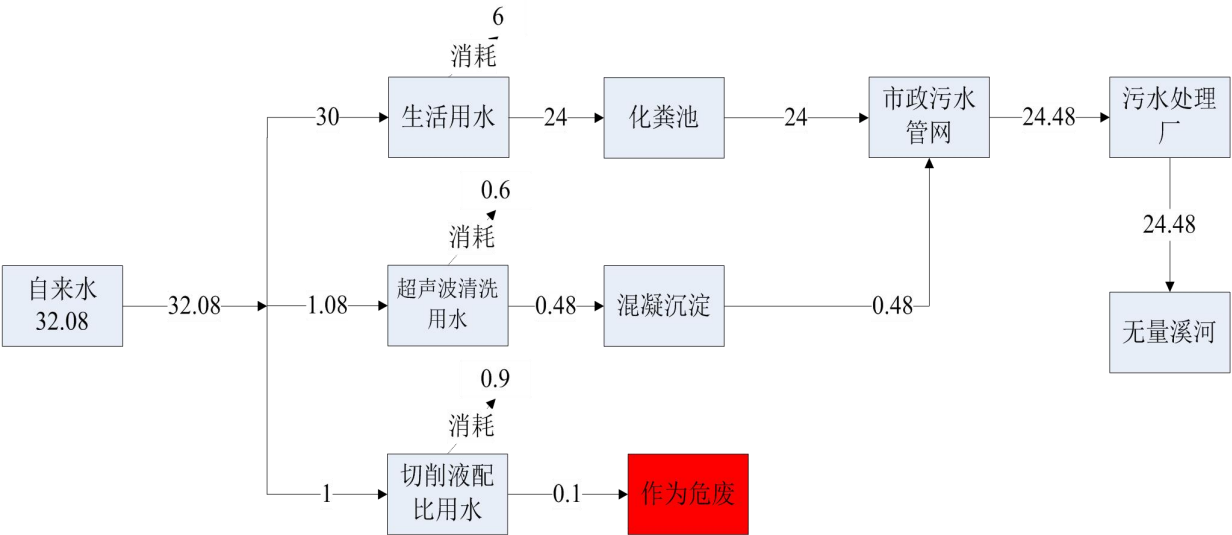 6
消耗
30
生活用水
24
化粪池
24
市政污水
管网
24.48
污水处理
厂
0.6
消耗
24.48
自来水
32.08
32.08
1.08
超声波清洗
用水
0.48
混凝沉淀
0.48
无量溪河
0.9
消耗
1
切削液配
比用水
0.1
作为危废